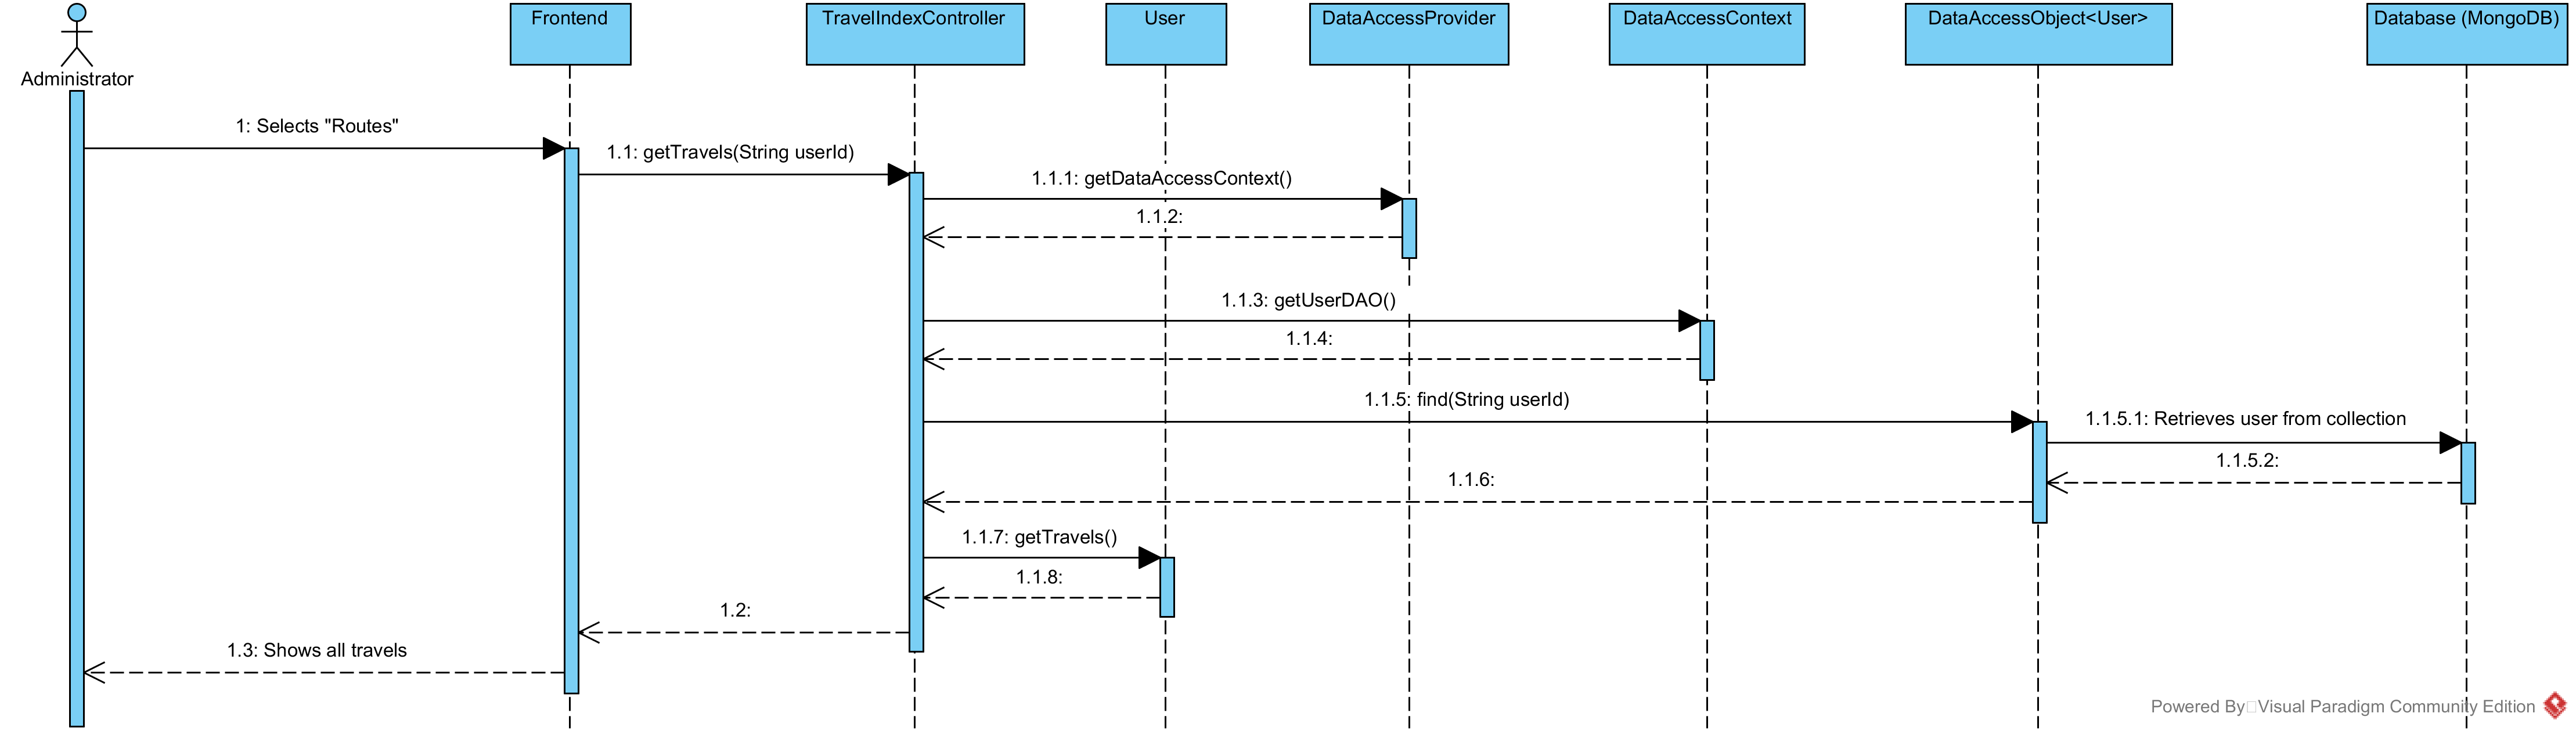 Administrator
Frontend
TravelIndexController
User
DataAccessProvider
DataAccessContext
DataAccessObject<User>
Database (MongoDB)
1: Selects "Routes"
1.1: getTravels(String userId)
1.1.1: getDataAccessContext()
1.1.2:
1.1.3: getUserDAO()
1.1.4:
1.1.5: find(String userId)
1.1.5.1: Retrieves user from collection
1.1.5.2:
1.1.6:
1.1.7: getTravels()
1.1.8:
1.2:
1.3: Shows all travels
Powered By□Visual Paradigm Community Edition